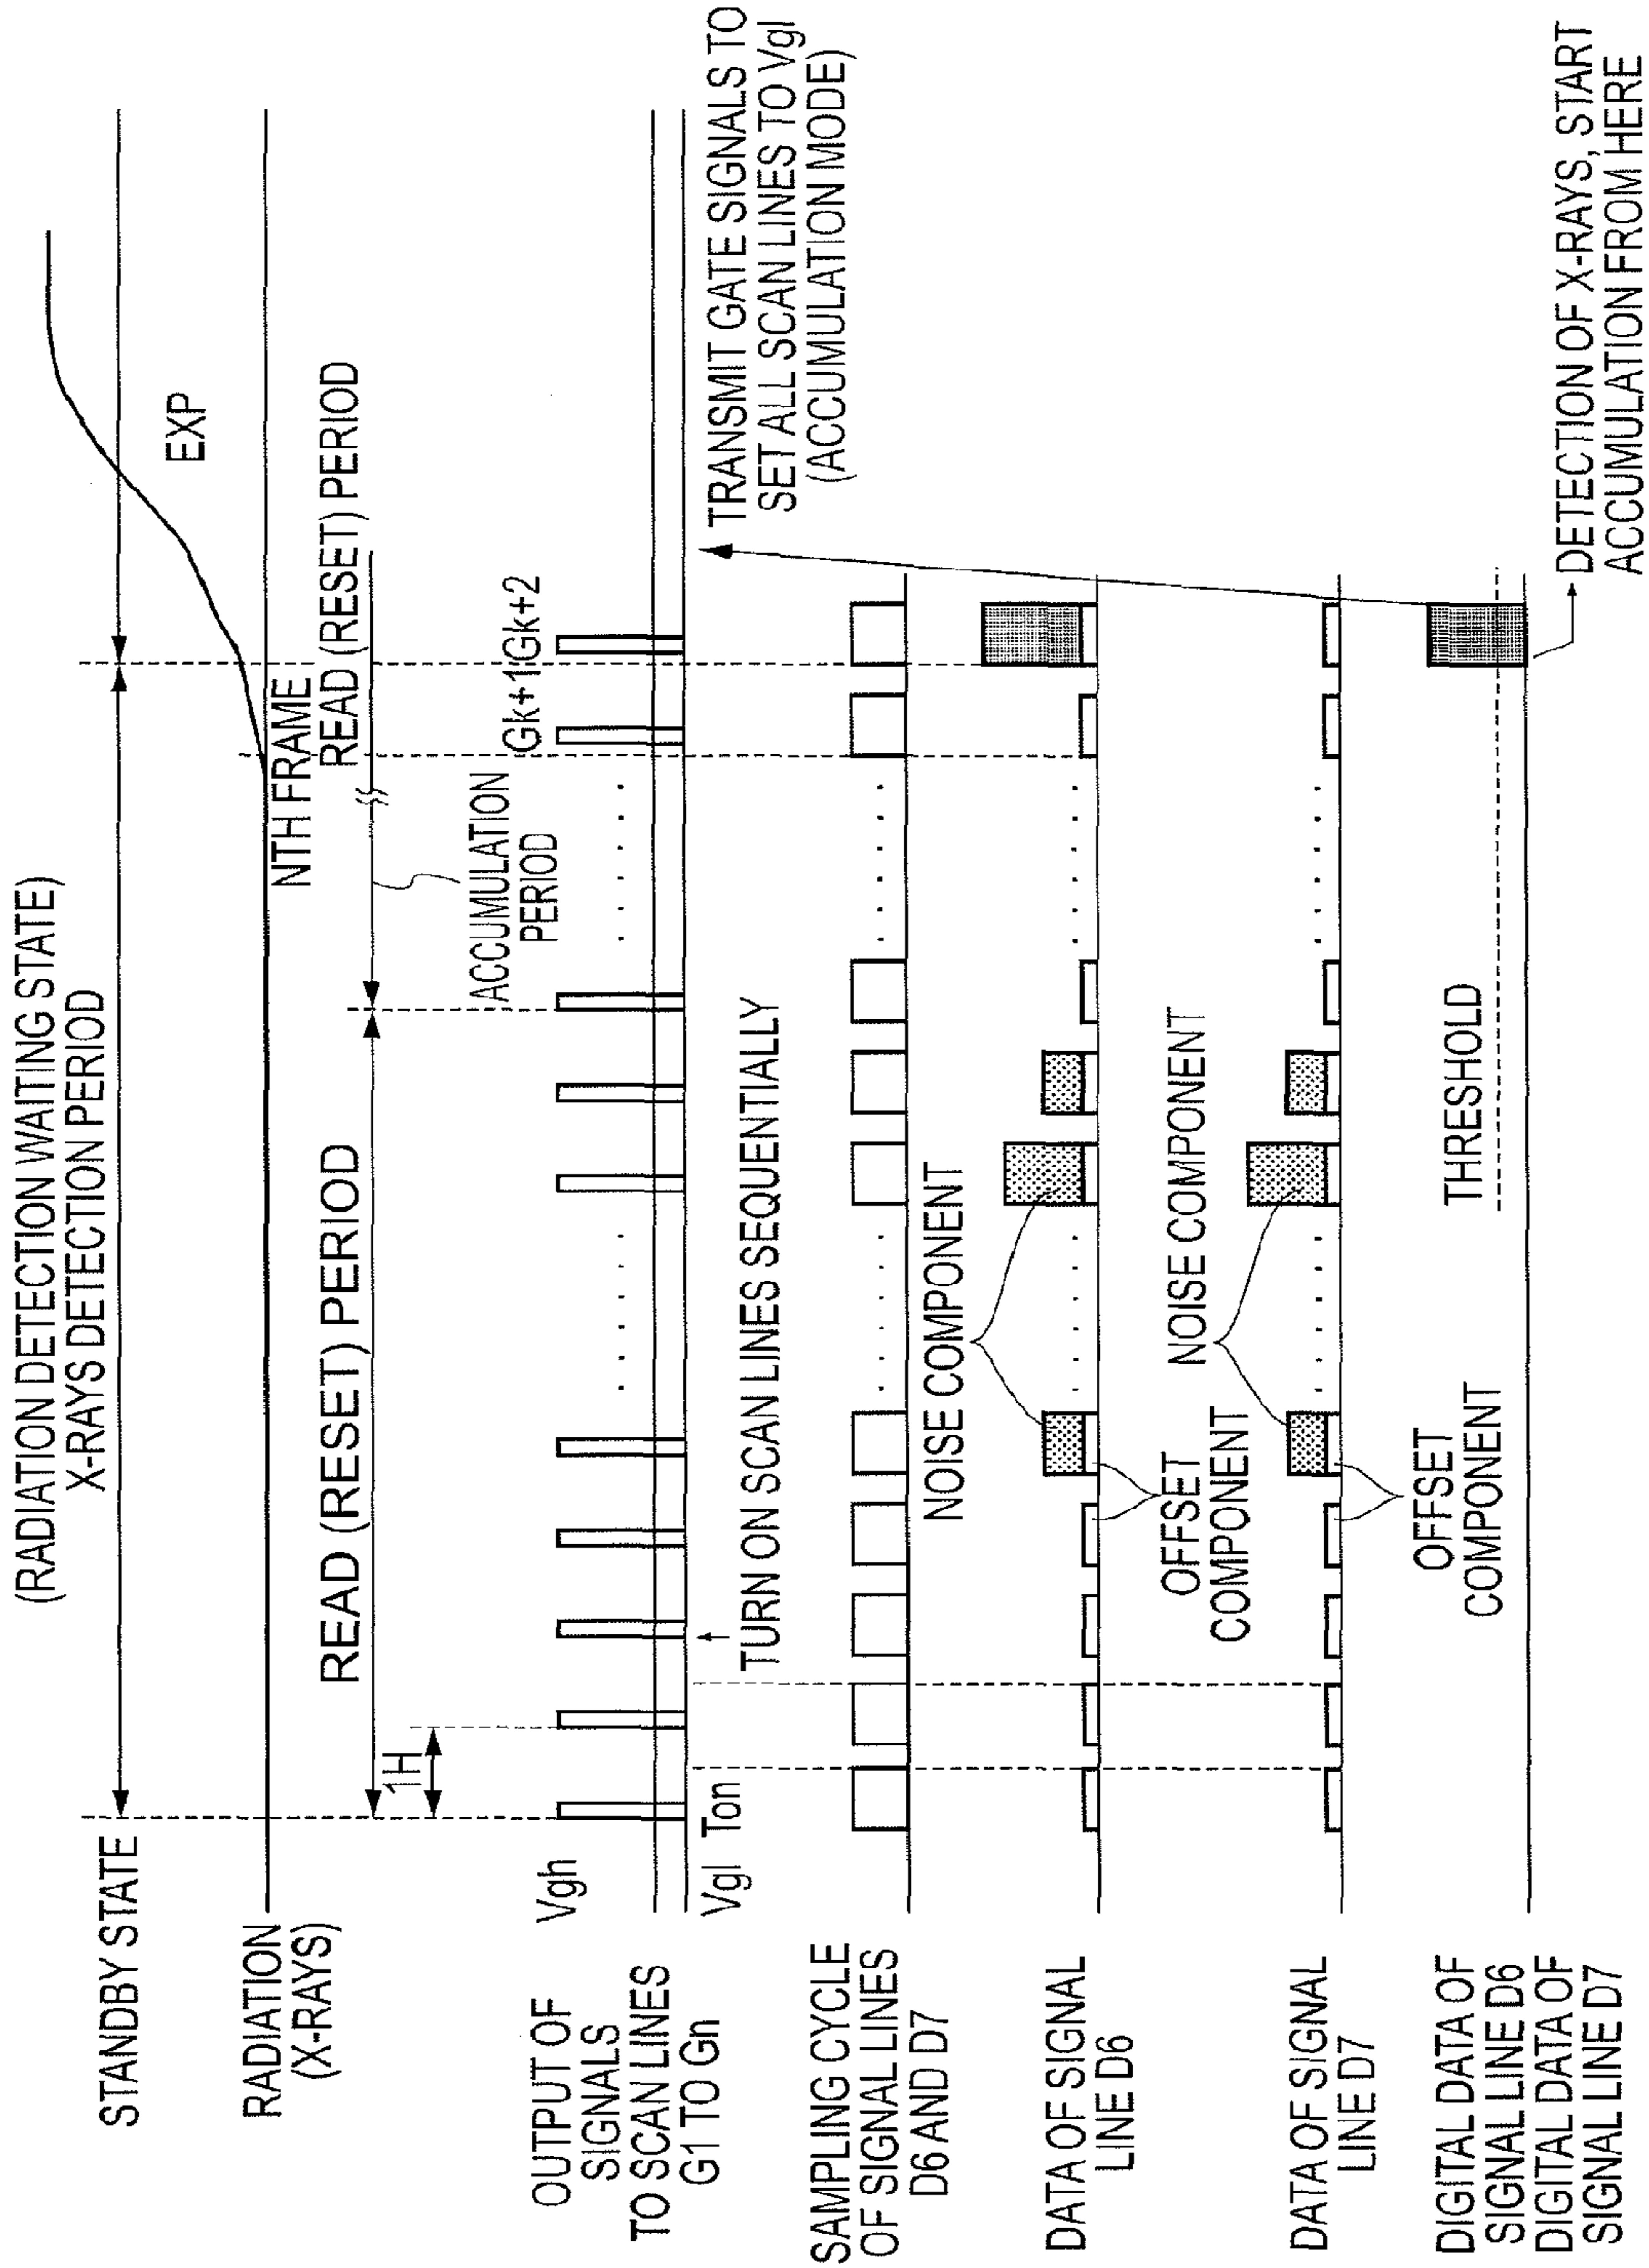 (RADIATION DETECTION WAITING STATE)
X-RAYS DETECTION PERIOD
STANDBY STATE
RADIATION
(X-RAYS)
EXP
NTH FRAME
READ (RESET) PERIOD
READ (RESET) PERIOD
1H
ACCUMULATION
PERIOD
Gk+1
Gk+2
OUTPUT OF
SIGNALS
TO SCAN LINES
G1 TO Gn
Vgh
Vgl
Ton
TURN ON SCAN LINES SEQUENTIALLY
TRANSMIT GATE SIGNALS TO
SET ALL SCAN LINES TO Vgl
(ACCUMULATION MODE)
SAMPLING CYCLE
OF SIGNAL LINES
D6 AND D7
NOISE COMPONENT
DATA OF SIGNAL
LINE D6
OFFSET
COMPONENT
NOISE COMPONENT
DATA OF SIGNAL
LINE D7
OFFSET
COMPONENT
THRESHOLD
DIGITAL DATA OF
SIGNAL LINE D6
DIGITAL DATA OF
SIGNAL LINE D7
DETECTION OF X-RAYS, START
ACCUMULATION FROM HERE